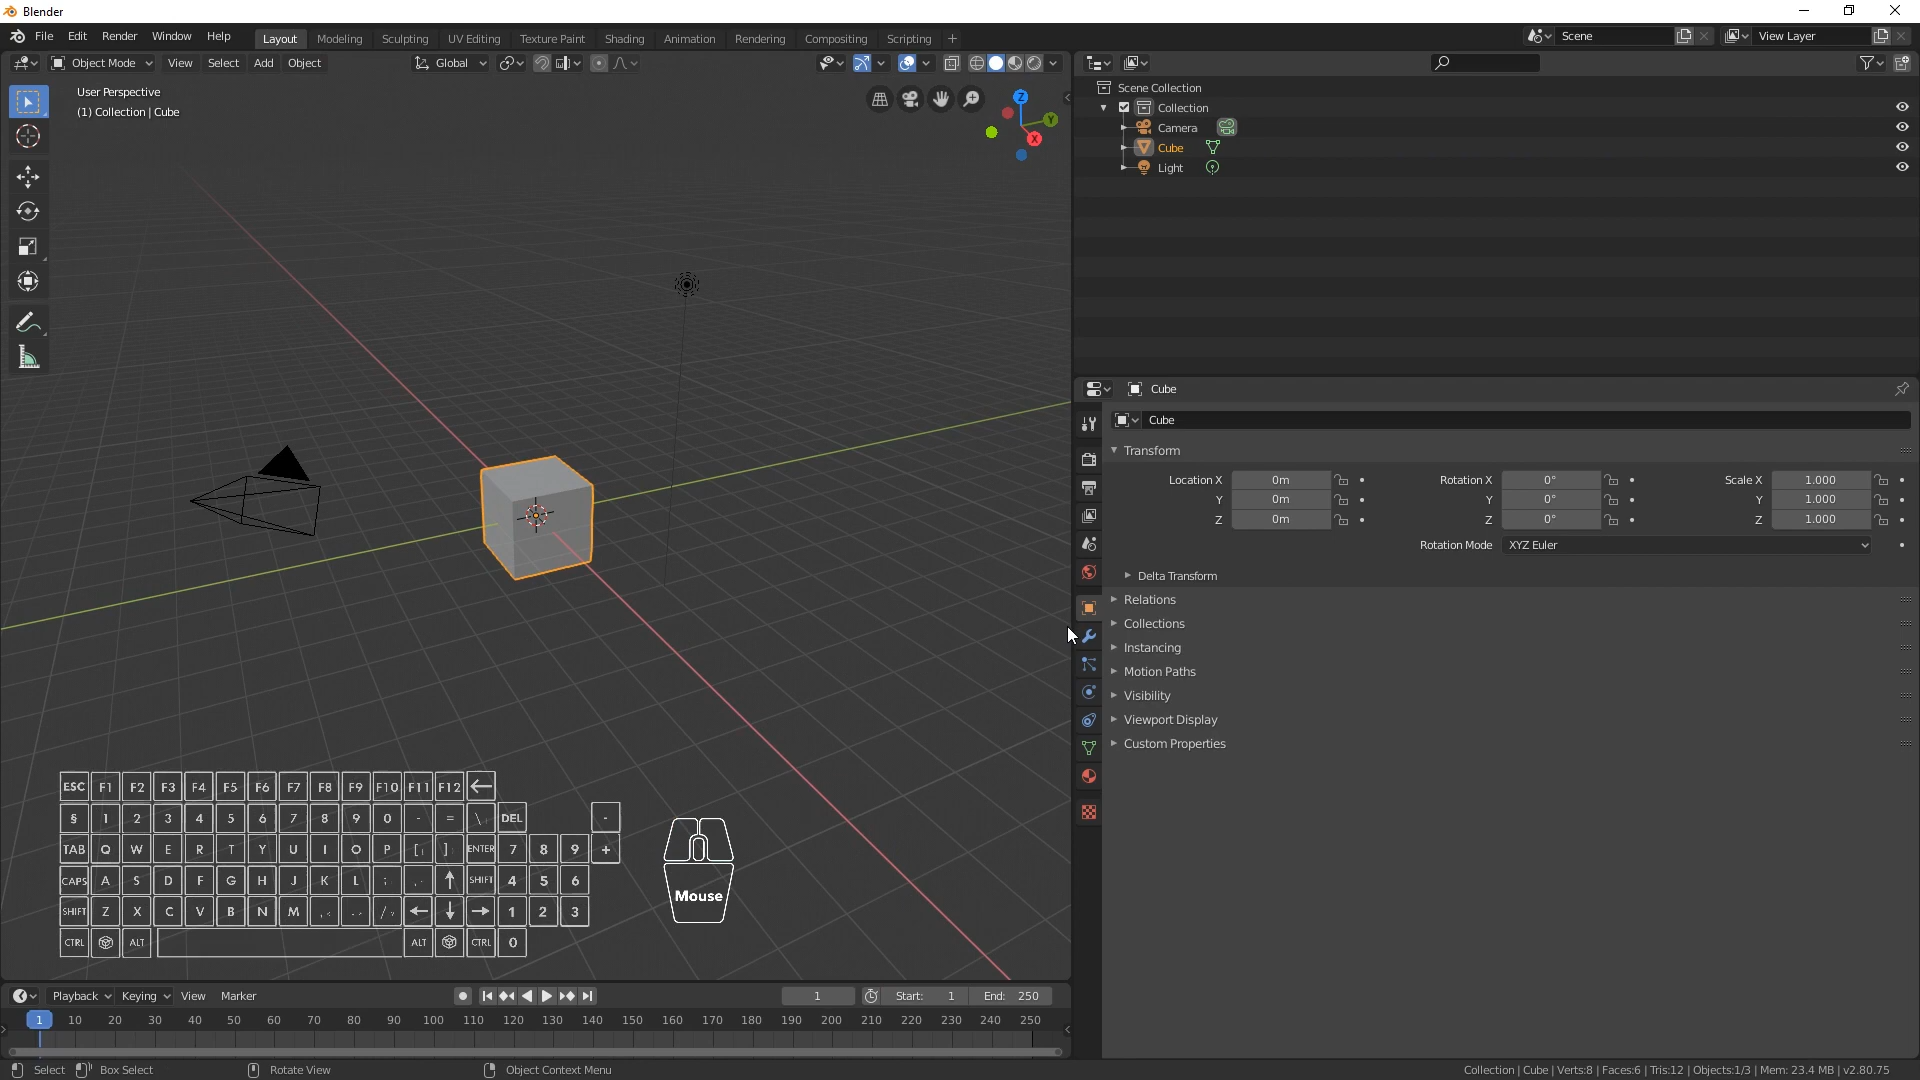 Blender
File Edit Render Window Help Layout Modeling Sculpting UV Editing Texture Paint Shading Animation Rendering Compositing Scripting + Scene View Layer
Object Mode View Select Add Object Global
User Perspective
(1) Collection | Cube
Z
Y
X
Scene Collection
Collection
Camera
Cube
Light
Cube
Cube
Transform
Location X 0m Rotation X 0° Scale X 1.000
Y 0m Y 0° Y 1.000
Z 0m Z 0° Z 1.000
Rotation Mode XYZ Euler
Delta Transform
Relations
Collections
Instancing
Motion Paths
Visibility
Viewport Display
Custom Properties
ESC F1 F2 F3 F4 F5 F6 F7 F8 F9 F10 F11 F12 ←
§ 1 2 3 4 5 6 7 8 9 0 - = \ DEL -
TAB Q W E R T Y U I O P [ ] ENTER 7 8 9 +
CAPS A S D F G H J K L ; ↑ SHIFT 4 5 6
SHIFT Z X C V B N M ← ↓ → 1 2 3
CTRL ALT ALT CTRL 0
Mouse
Playback Keying View Marker 1 Start: 1 End: 250
1 10 20 30 40 50 60 70 80 90 100 110 120 130 140 150 160 170 180 190 200 210 220 230 240 250
Select Box Select Rotate View Object Context Menu Collection | Cube | Verts:8 | Faces:6 | Tris:12 | Objects:1/3 | Mem: 23.4 MB | v2.80.75